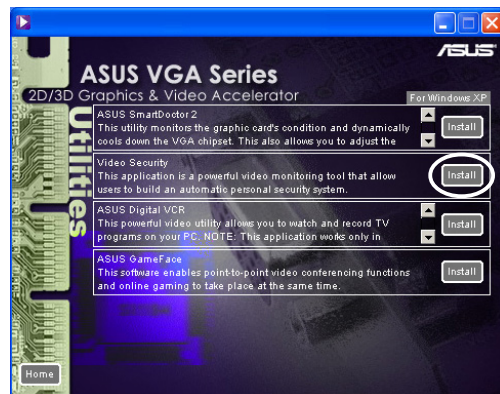 ASUS
ASUS VGA Series
2D/3D Graphics & Video Accelerator
For Windows XP
Utilities
ASUS SmartDoctor 2
This utility monitors the graphic card's condition and dynamically
cools down the VGA chipset. This also allows you to adjust the
Install
Video Security
This application is a powerful video monitoring tool that allow
users to build an automatic personal security system.
Install
ASUS Digital VCR
This powerful video utility allows you to watch and record TV
programs on your PC. NOTE: This application works only in
Install
ASUS GameFace
This software enables point-to-point video conferencing functions
and online gaming to take place at the same time.
Install
Home